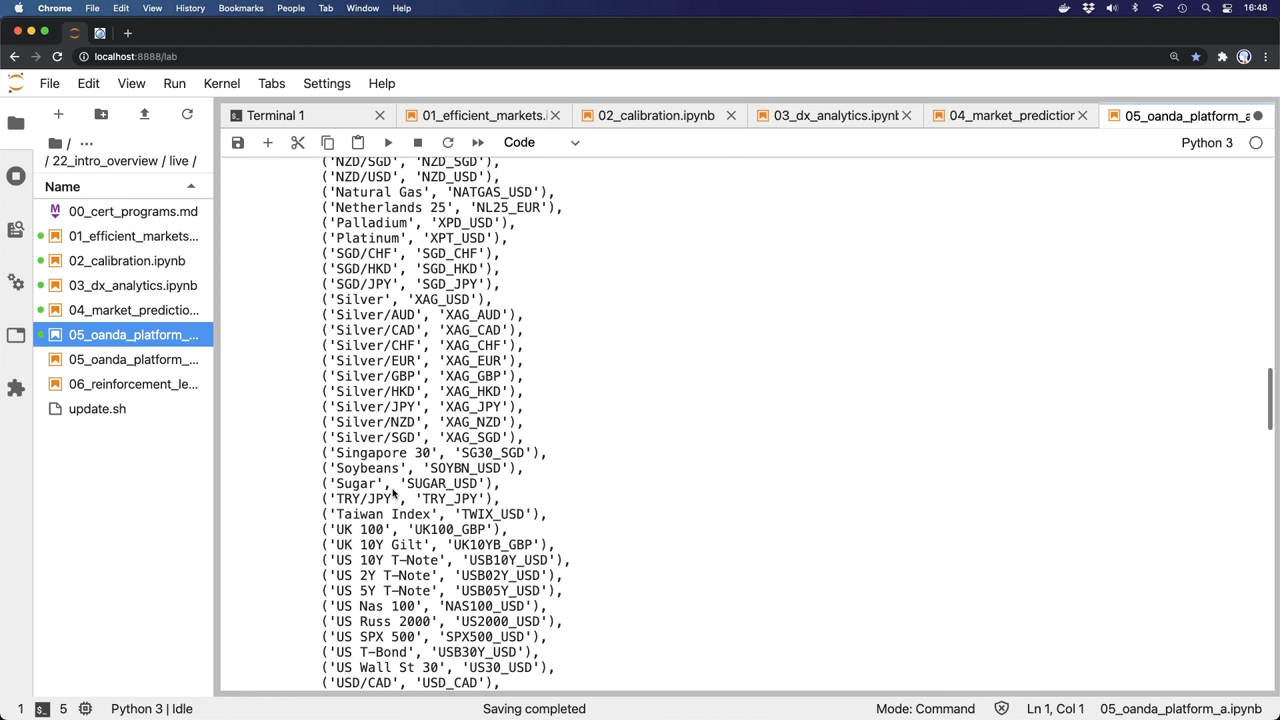 Chrome File Edit View History Bookmarks People Tab Window Help 16:48
localhost:8888/lab
File Edit View Run Kernel Tabs Settings Help
Terminal 1 01_efficient_markets. 02_calibration.ipynb 03_dx_analytics.ipynb 04_market_prediction 05_oanda_platform_a
Code Python 3
/ ...
/ 22_intro_overview / live /
Name
00_cert_programs.md
01_efficient_markets...
02_calibration.ipynb
03_dx_analytics.ipynb
04_market_predictio...
05_oanda_platform_...
05_oanda_platform_...
06_reinforcement_le...
update.sh
('NZD/SGD', 'NZD_SGD'),
('NZD/USD', 'NZD_USD'),
('Natural Gas', 'NATGAS_USD'),
('Netherlands 25', 'NL25_EUR'),
('Palladium', 'XPD_USD'),
('Platinum', 'XPT_USD'),
('SGD/CHF', 'SGD_CHF'),
('SGD/HKD', 'SGD_HKD'),
('SGD/JPY', 'SGD_JPY'),
('Silver', 'XAG_USD'),
('Silver/AUD', 'XAG_AUD'),
('Silver/CAD', 'XAG_CAD'),
('Silver/CHF', 'XAG_CHF'),
('Silver/EUR', 'XAG_EUR'),
('Silver/GBP', 'XAG_GBP'),
('Silver/HKD', 'XAG_HKD'),
('Silver/JPY', 'XAG_JPY'),
('Silver/NZD', 'XAG_NZD'),
('Silver/SGD', 'XAG_SGD'),
('Singapore 30', 'SG30_SGD'),
('Soybeans', 'SOYBN_USD'),
('Sugar', 'SUGAR_USD'),
('TRY/JPY', 'TRY_JPY'),
('Taiwan Index', 'TWIX_USD'),
('UK 100', 'UK100_GBP'),
('UK 10Y Gilt', 'UK10YB_GBP'),
('US 10Y T-Note', 'USB10Y_USD'),
('US 2Y T-Note', 'USB02Y_USD'),
('US 5Y T-Note', 'USB05Y_USD'),
('US Nas 100', 'NAS100_USD'),
('US Russ 2000', 'US2000_USD'),
('US SPX 500', 'SPX500_USD'),
('US T-Bond', 'USB30Y_USD'),
('US Wall St 30', 'US30_USD'),
('USD/CAD', 'USD_CAD'),
1 5 Python 3 | Idle Saving completed Mode: Command Ln 1, Col 1 05_oanda_platform_a.ipynb